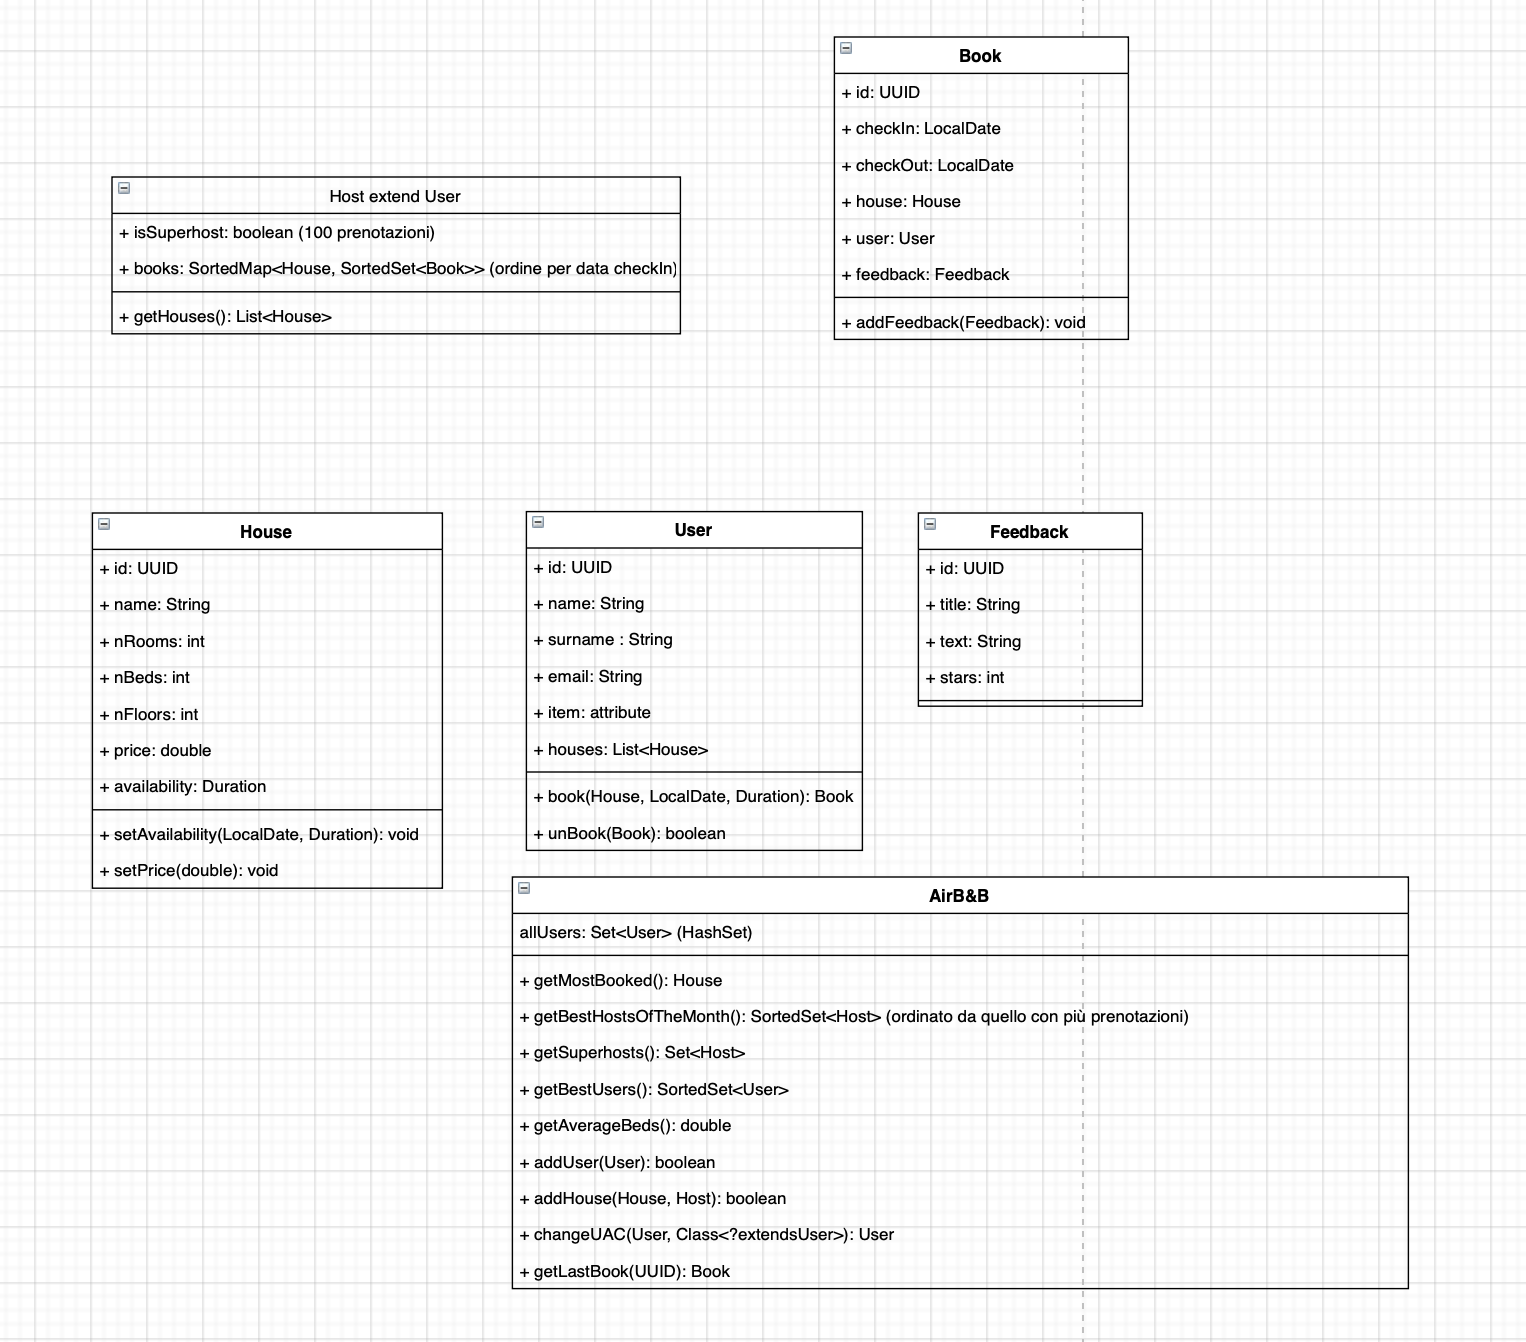 Book
+ id: UUID
+ checkIn: LocalDate
+ checkOut: LocalDate
+ house: House
+ user: User
+ feedback: Feedback
+ addFeedback(Feedback): void
Host extend User
+ isSuperhost: boolean (100 prenotazioni)
+ books: SortedMap<House, SortedSet<Book>> (ordine per data checkIn)
+ getHouses(): List<House>
House
+ id: UUID
+ name: String
+ nRooms: int
+ nBeds: int
+ nFloors: int
+ price: double
+ availability: Duration
+ setAvailability(LocalDate, Duration): void
+ setPrice(double): void
User
+ id: UUID
+ name: String
+ surname : String
+ email: String
+ item: attribute
+ houses: List<House>
+ book(House, LocalDate, Duration): Book
+ unBook(Book): boolean
Feedback
+ id: UUID
+ title: String
+ text: String
+ stars: int
AirB&B
allUsers: Set<User> (HashSet)
+ getMostBooked(): House
+ getBestHostsOfTheMonth(): SortedSet<Host> (ordinato da quello con più prenotazioni)
+ getSuperhosts(): Set<Host>
+ getBestUsers(): SortedSet<User>
+ getAverageBeds(): double
+ addUser(User): boolean
+ addHouse(House, Host): boolean
+ changeUAC(User, Class<?extendsUser>): User
+ getLastBook(UUID): Book